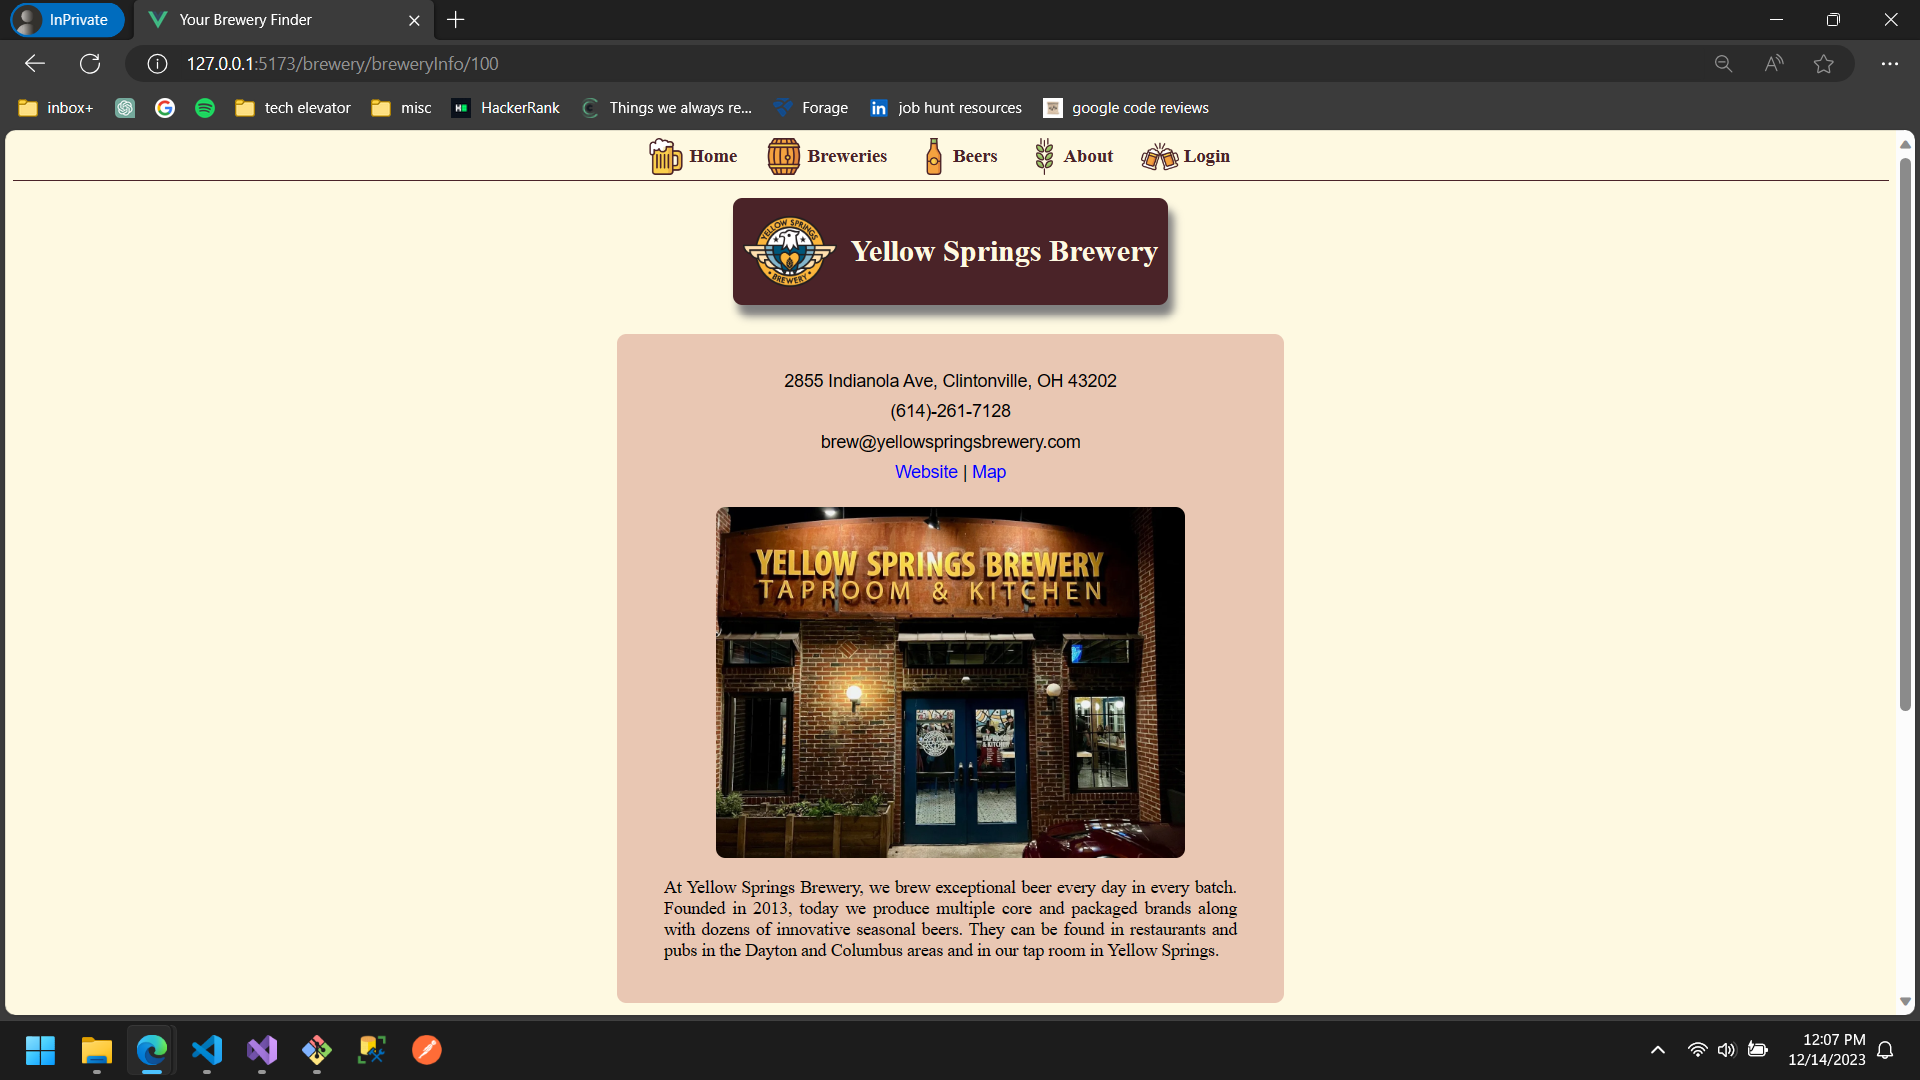 InPrivate
Your Brewery Finder
127.0.0.1:5173/brewery/breweryInfo/100
inbox+
tech elevator
misc
HackerRank
Things we always re...
Forage
job hunt resources
google code reviews
Home
Breweries
Beers
About
Login
YELLOW SPRINGS
BREWERY
Yellow Springs Brewery
2855 Indianola Ave, Clintonville, OH 43202
(614)-261-7128
brew@yellowspringsbrewery.com
Website | Map
YELLOW SPRINGS BREWERY
TAPROOM & KITCHEN
TAPROOM
& KITCHEN
At Yellow Springs Brewery, we brew exceptional beer every day in every batch.
Founded in 2013, today we produce multiple core and packaged brands along
with dozens of innovative seasonal beers. They can be found in restaurants and
pubs in the Dayton and Columbus areas and in our tap room in Yellow Springs.
12:07 PM
12/14/2023